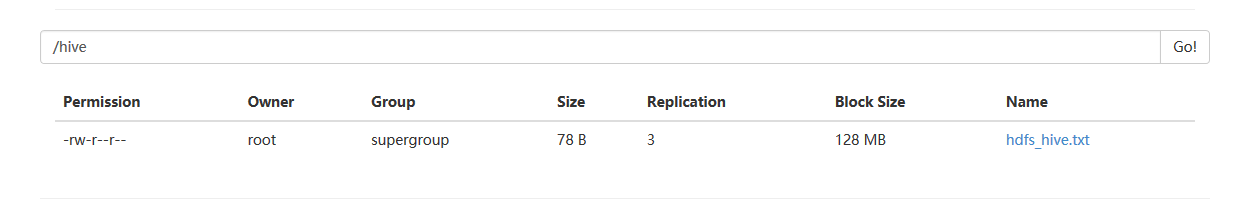 /hive Go!
Permission Owner Group Size Replication Block Size Name
-rw-r--r-- root supergroup 78 B 3 128 MB hdfs_hive.txt